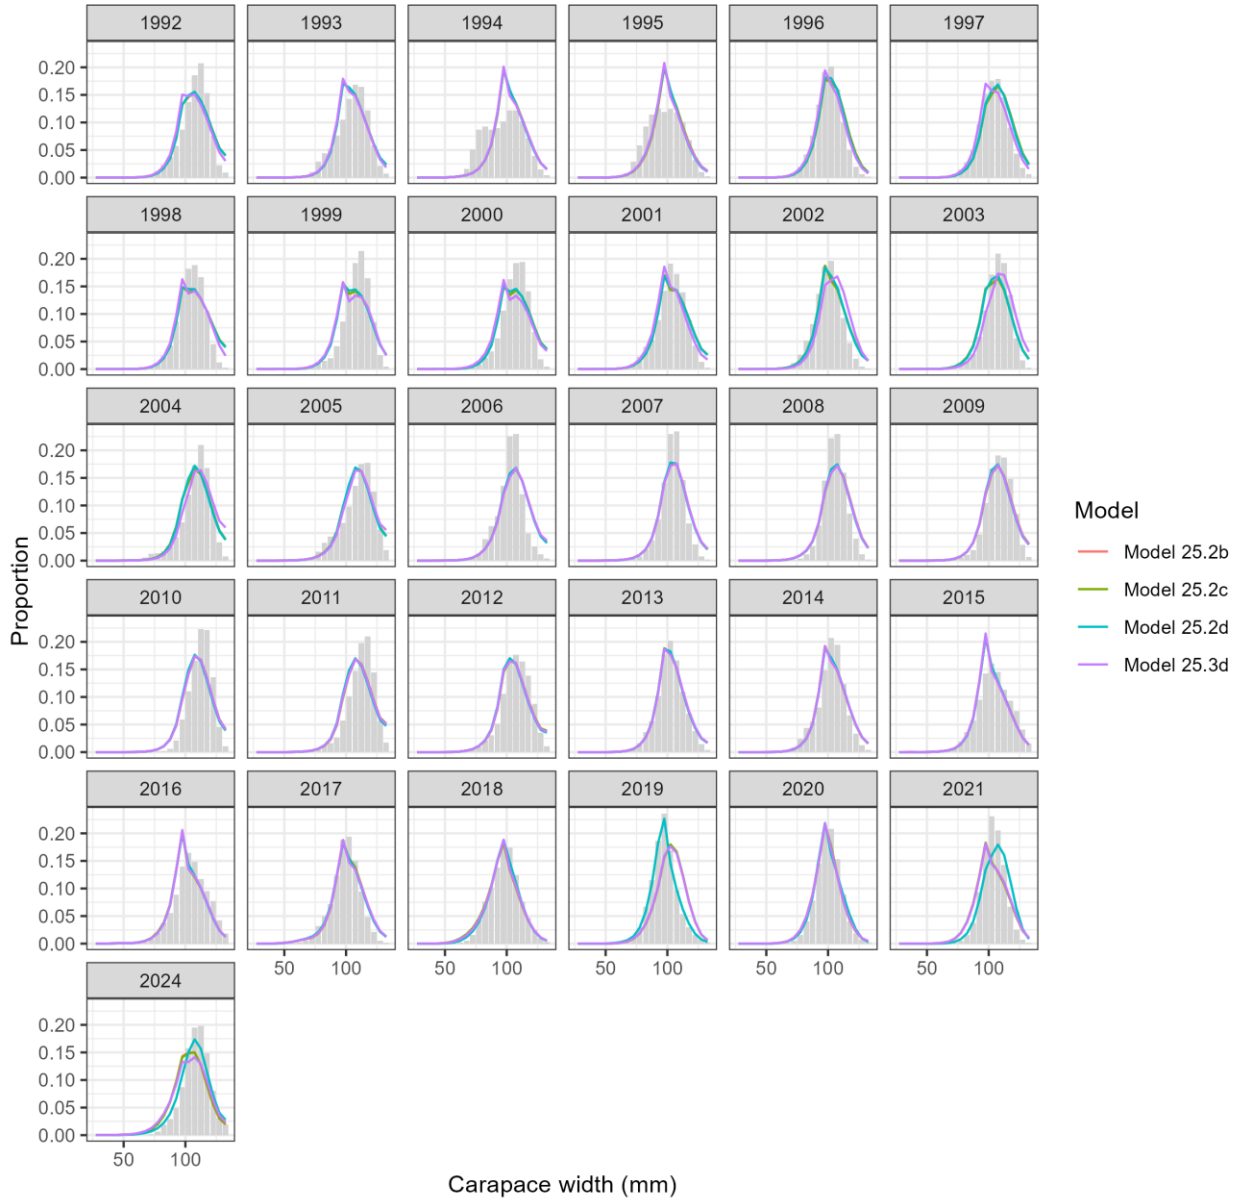 1992 1993 1994 1995 1996 1997
0.20
0.15
0.10
0.05
0.00
1998 1999 2000 2001 2002 2003
0.20
0.15
0.10
0.05
0.00
2004 2005 2006 2007 2008 2009
0.20
0.15
0.10
0.05
0.00
2010 2011 2012 2013 2014 2015
0.20
0.15
0.10
0.05
0.00
2016 2017 2018 2019 2020 2021
0.20
0.15
0.10
0.05
0.00
50 100 50 100 50 100 50 100 50 100
2024
0.20
0.15
0.10
0.05
0.00
50 100
Proportion
Carapace width (mm)
Model
Model 25.2b
Model 25.2c
Model 25.2d
Model 25.3d